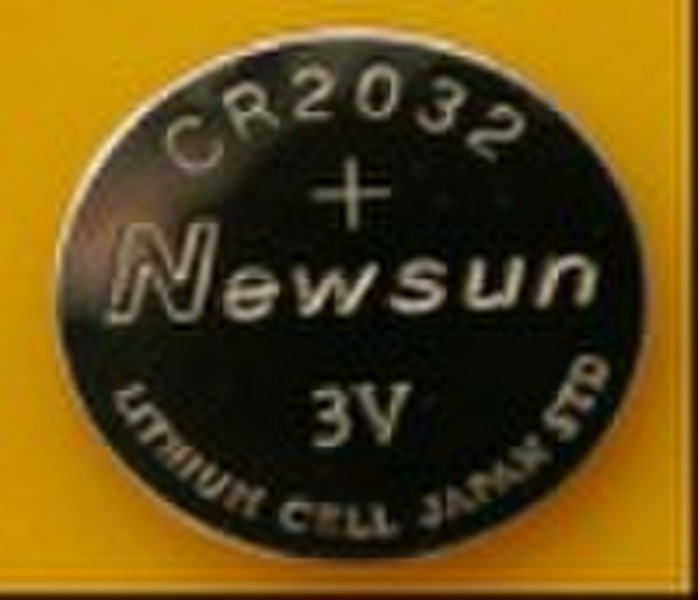 CR2032
+
Newsun
3V
LITHIUM CELL JAPAN STD